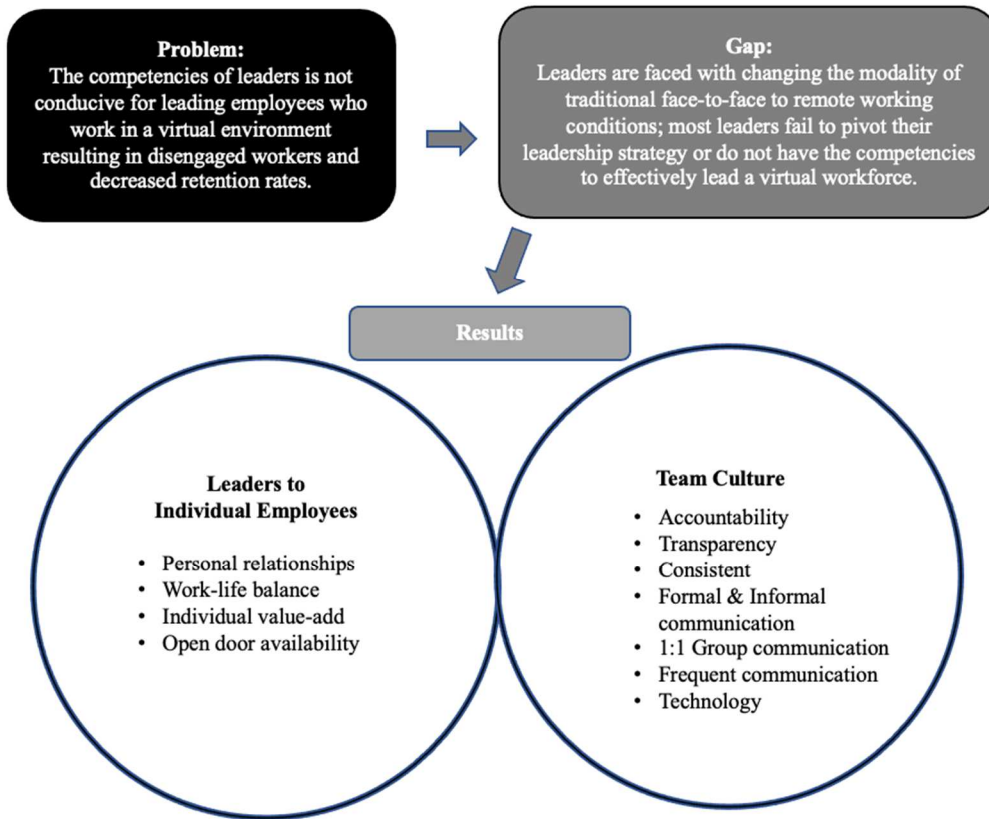 Problem:
The competencies of leaders is not
conducive for leading employees who
work in a virtual environment
resulting in disengaged workers and
decreased retention rates.
Gap:
Leaders are faced with changing the modality of
traditional face-to-face to remote working
conditions; most leaders fail to pivot their
leadership strategy or do not have the competencies
to effectively lead a virtual workforce.
Results
Leaders to
Individual Employees
• Personal relationships
• Work-life balance
• Individual value-add
• Open door availability
Team Culture
• Accountability
• Transparency
• Consistent
• Formal & Informal
communication
• 1:1 Group communication
• Frequent communication
• Technology